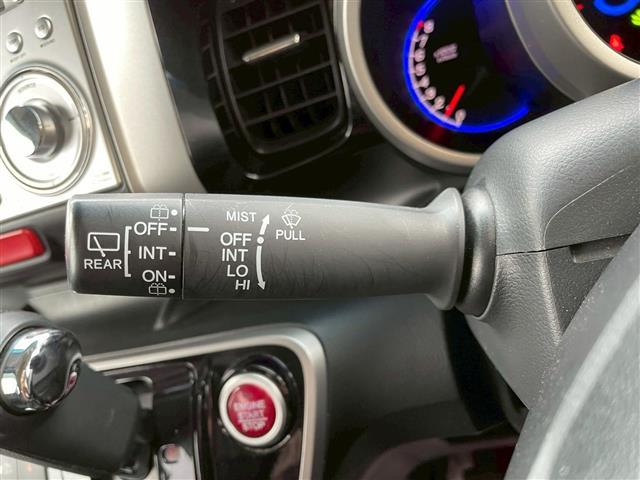 OFF
INT
REAR
ON
MIST
PULL
OFF
INT
LO
HI
ENGINE
START
STOP